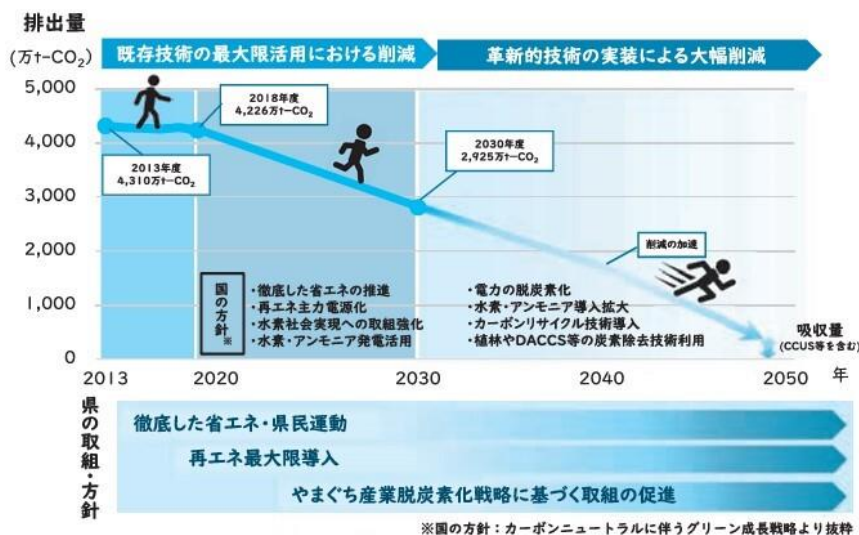 排出量
(万t-CO₂)
既存技術の最大限活用における削減
革新的技術の実装による大幅削減
5,000
4,000
3,000
2,000
1,000
0
2018年度
4,226万t-CO₂
2013年度
4,310万t-CO₂
2030年度
2,925万t-CO₂
削減の加速
国の方針※
・徹底した省エネの推進
・再エネ主力電源化
・水素社会実現への取組強化
・水素・アンモニア発電活用
・電力の脱炭素化
・水素・アンモニア導入拡大
・カーボンリサイクル技術導入
・植林やDACCS等の炭素除去技術利用
吸収量
(CCUS等を含む)
2013
2020
2030
2040
2050
年
県の取組・方針
徹底した省エネ・県民運動
再エネ最大限導入
やまぐち産業脱炭素化戦略に基づく取組の促進
※国の方針：カーボンニュートラルに伴うグリーン成長戦略より抜粋